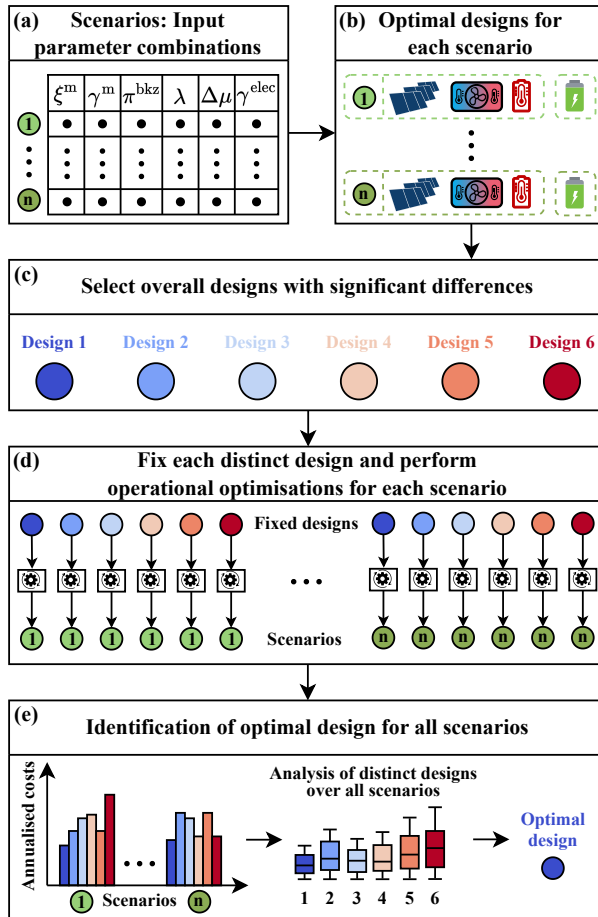 (a) Scenarios: Input
parameter combinations
ξ^m γ^m π^bkz λ Δμ γ^elec
1
n
(b) Optimal designs for
each scenario
1
n
(c)
Select overall designs with significant differences
Design 1 Design 2 Design 3 Design 4 Design 5 Design 6
(d) Fix each distinct design and perform
operational optimisations for each scenario
Fixed designs
1 1 1 1 1 1 Scenarios n n n n n n
(e)
Identification of optimal design for all scenarios
Annualised costs
1 Scenarios n
Analysis of distinct designs
over all scenarios
1 2 3 4 5 6
Optimal
design